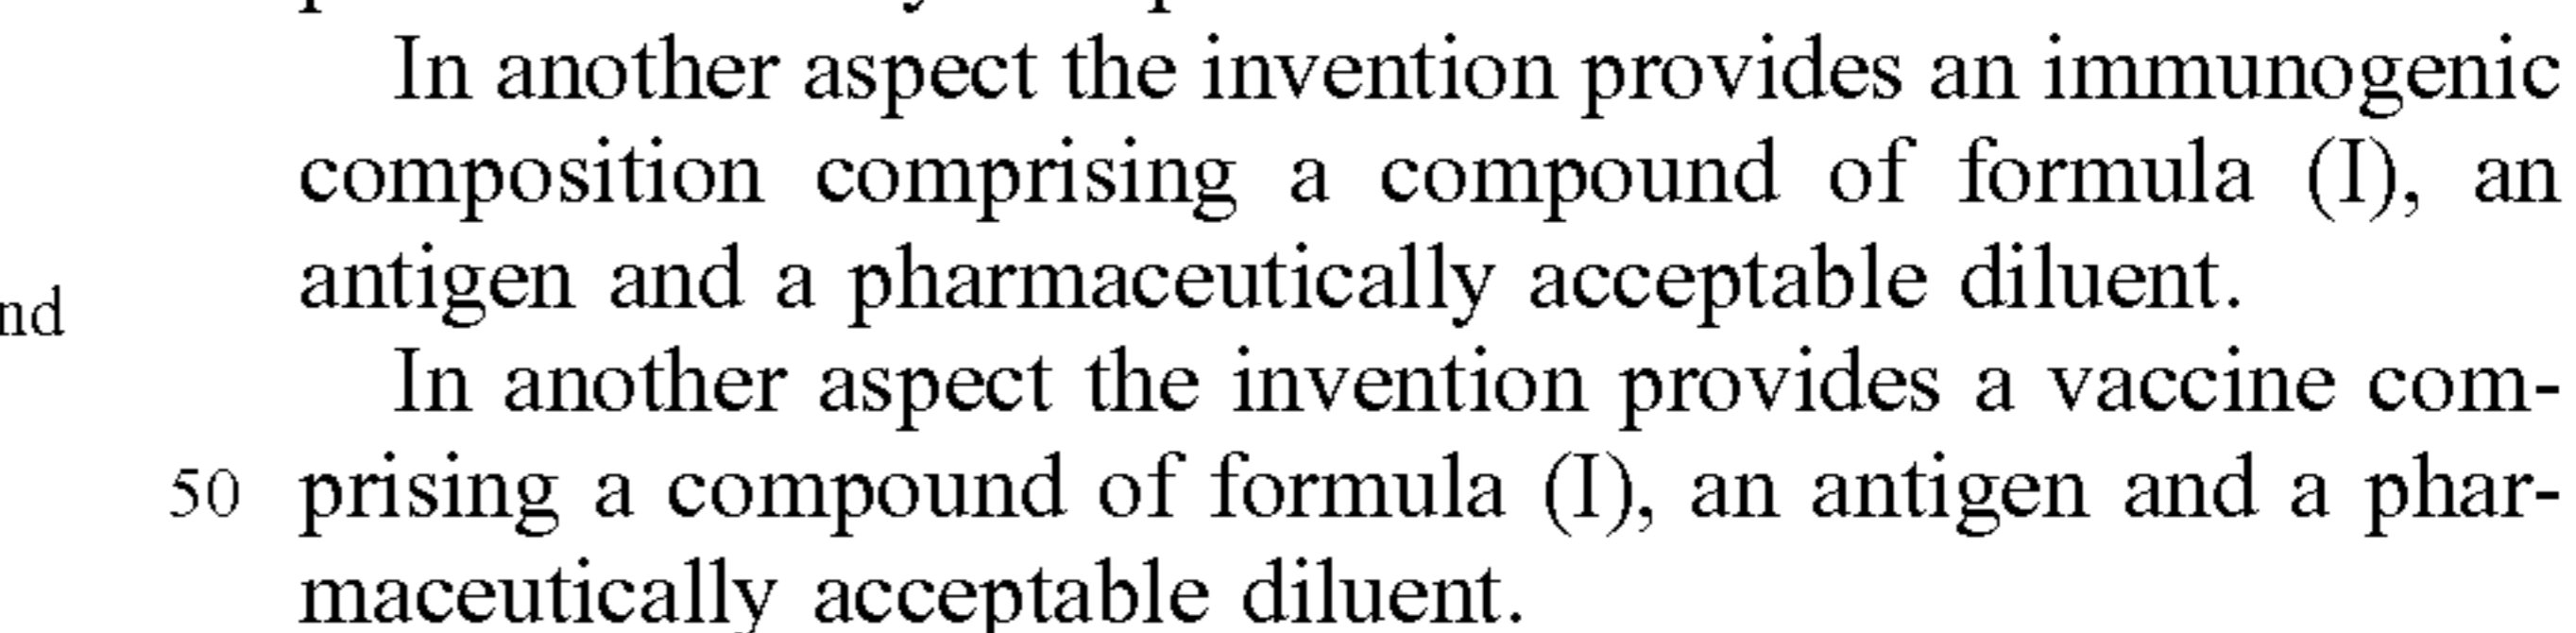 In another aspect the invention provides an immunogenic
composition comprising a compound of formula (I), an
antigen and a pharmaceutically acceptable diluent.
nd
In another aspect the invention provides a vaccine com-
50 prising a compound of formula (I), an antigen and a phar-
maceutically acceptable diluent.